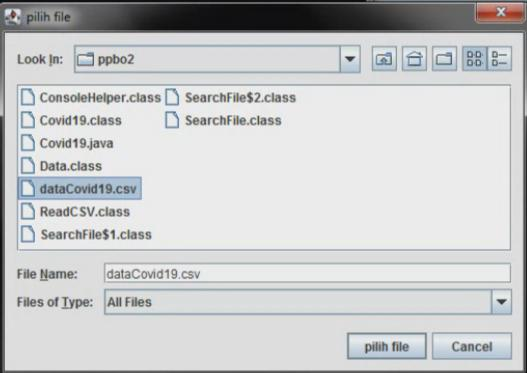 pilih file
Look In: ppbo2
ConsoleHelper.class SearchFile$2.class
Covid19.class SearchFile.class
Covid19.java
Data.class
dataCovid19.csv
ReadCSV.class
SearchFile$1.class
File Name: dataCovid19.csv
Files of Type: All Files
pilih file Cancel